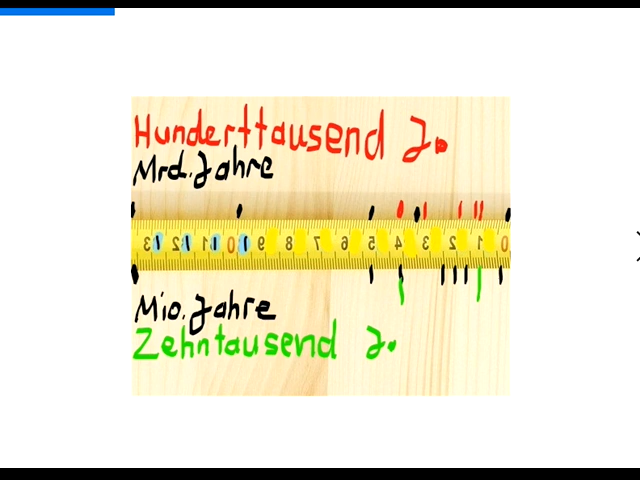 Hunderttausend J.
Mrd. Jahre
13 12 11 10 9 8 7 6 5 4 3 2 1 0
Mio. Jahre
Zehntausend J.